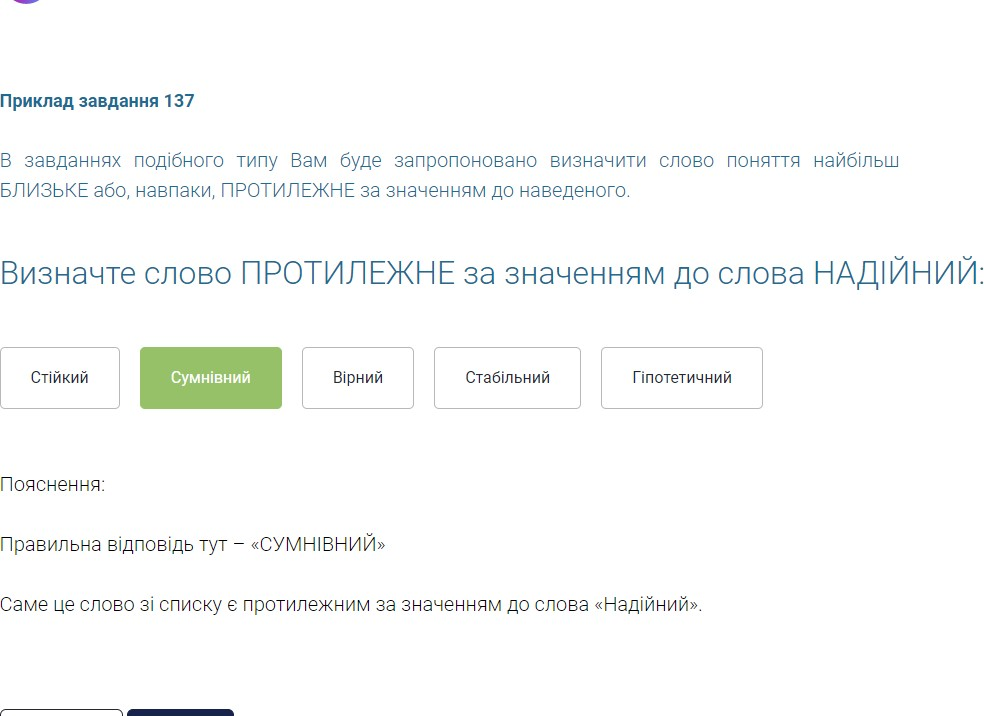 Приклад завдання 137
В завданнях подібного типу Вам буде запропоновано визначити слово поняття найбільш
БЛИЗЬКЕ або, навпаки, ПРОТИЛЕЖНЕ за значенням до наведеного.
Визначте слово ПРОТИЛЕЖНЕ за значенням до слова НАДІЙНИЙ:
Стійкий Сумнівний Вірний Стабільний Гіпотетичний
Пояснення:
Правильна відповідь тут – «СУМНІВНИЙ»
Саме це слово зі списку є протилежним за значенням до слова «Надійний».